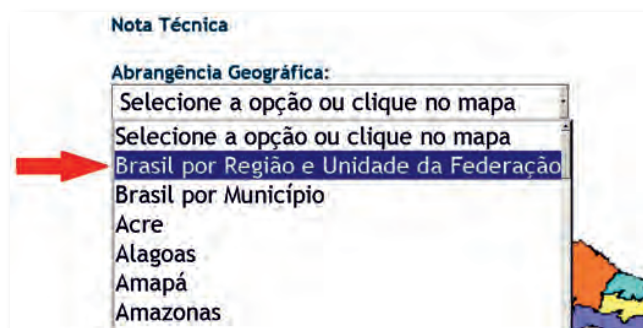 Nota Técnica
Abrangência Geográfica:
Selecione a opção ou clique no mapa
Selecione a opção ou clique no mapa
Brasil por Região e Unidade da Federação
Brasil por Município
Acre
Alagoas
Amapá
Amazonas